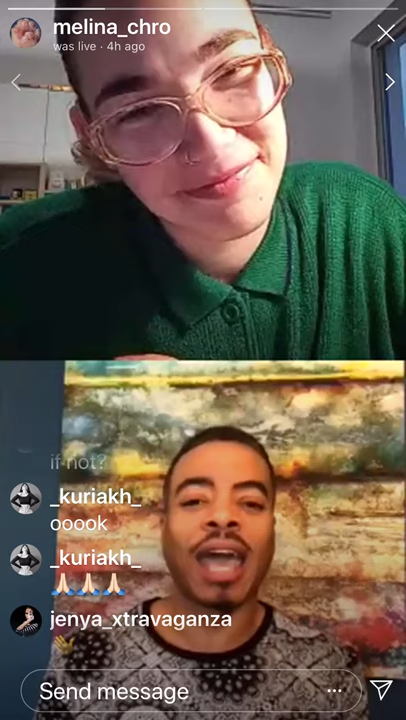 melina_chro
was live · 4h ago
if not?
_kuriakh_
ooook
_kuriakh_
🙏🏻🙏🏻🙏🏻
jenya_xtravaganza
👋
Send message